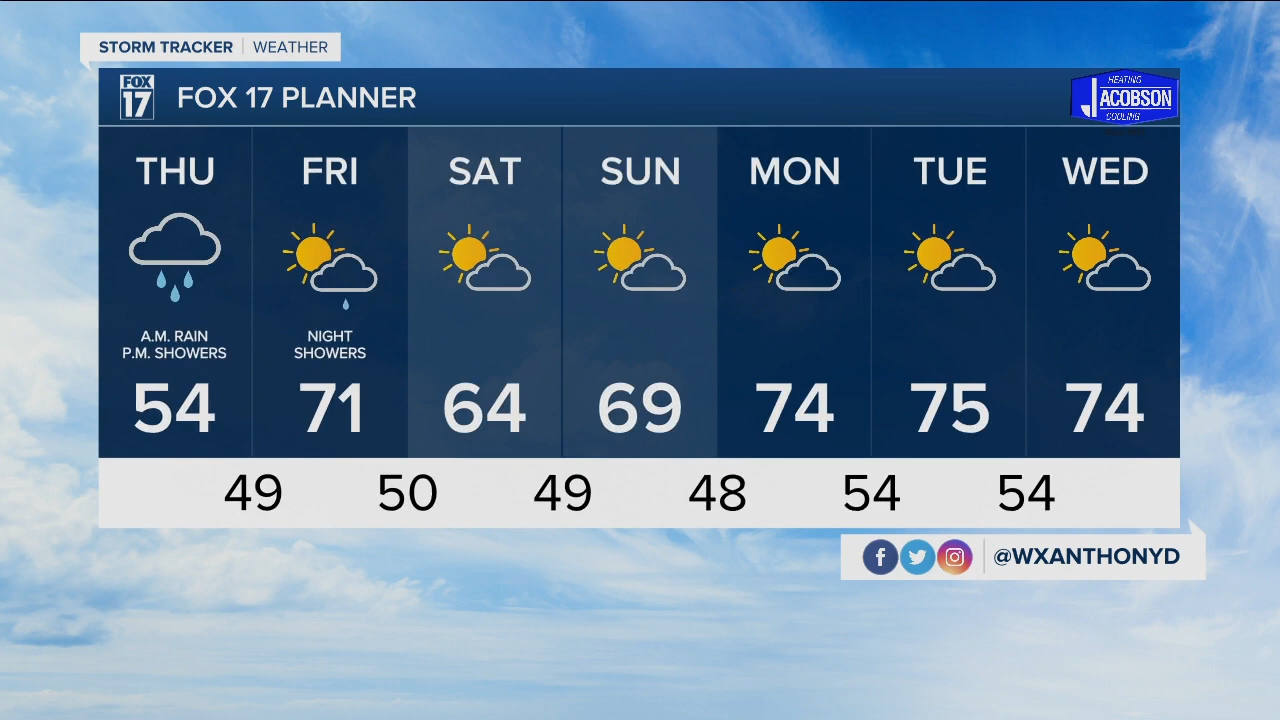 STORM TRACKER | WEATHER
FOX 17
FOX 17 PLANNER
HEATING
JACOBSON
COOLING
THU FRI SAT SUN MON TUE WED
A.M. RAIN
P.M. SHOWERS
NIGHT
SHOWERS
54 71 64 69 74 75 74
49 50 49 48 54 54
@WXANTHONYD